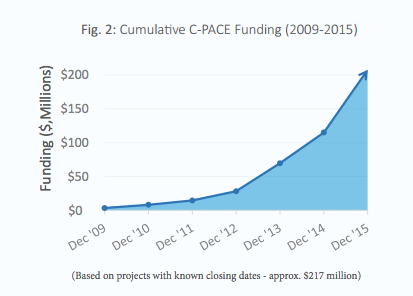 Fig. 2: Cumulative C-PACE Funding (2009-2015)
Funding ($,Millions)
$200
$150
$100
$50
$0
Dec '09
Dec '10
Dec '11
Dec '12
Dec '13
Dec '14
Dec '15
(Based on projects with known closing dates - approx. $217 million)